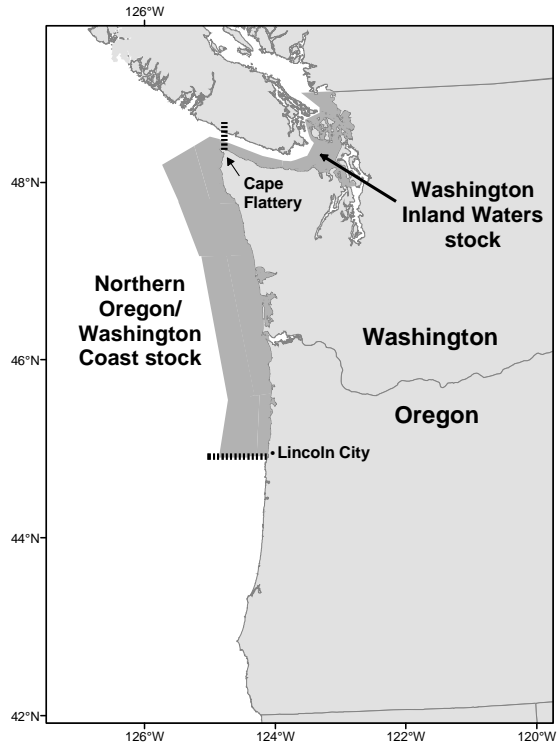 126°W
48°N
Cape
Flattery
Washington
Inland Waters
stock
Northern
Oregon/
Washington
Coast stock
Washington
46°N
Oregon
Lincoln City
44°N
42°N
126°W
124°W
122°W
120°W